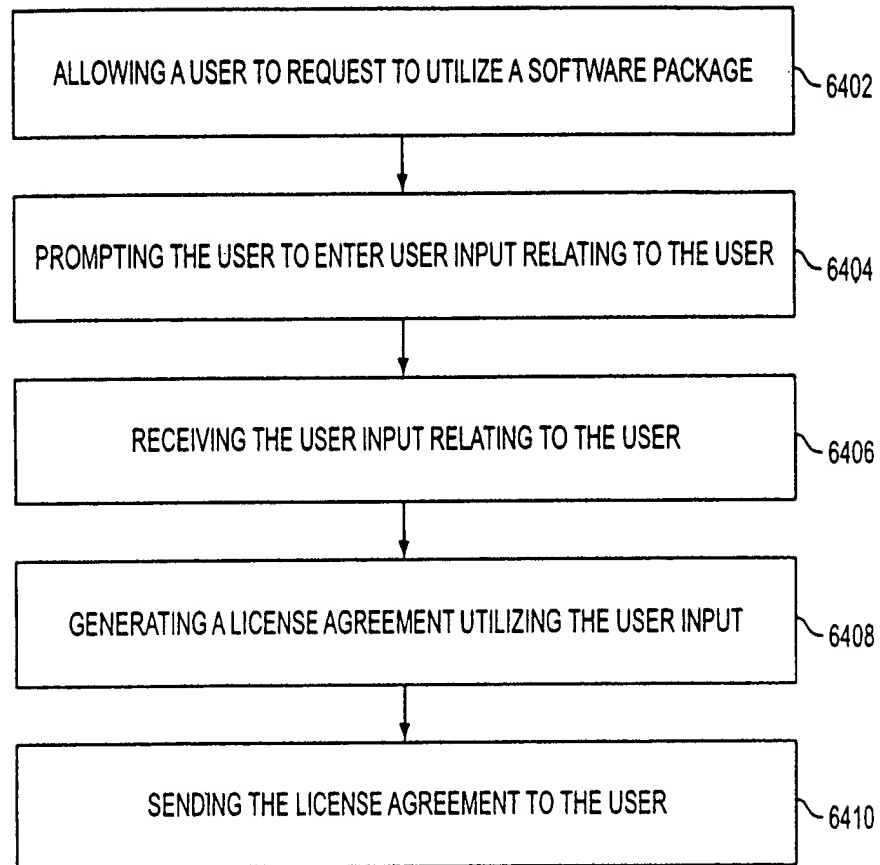 ALLOWING A USER TO REQUEST TO UTILIZE A SOFTWARE PACKAGE
6402
PROMPTING THE USER TO ENTER USER INPUT RELATING TO THE USER
6404
RECEIVING THE USER INPUT RELATING TO THE USER
6406
GENERATING A LICENSE AGREEMENT UTILIZING THE USER INPUT
6408
SENDING THE LICENSE AGREEMENT TO THE USER
6410